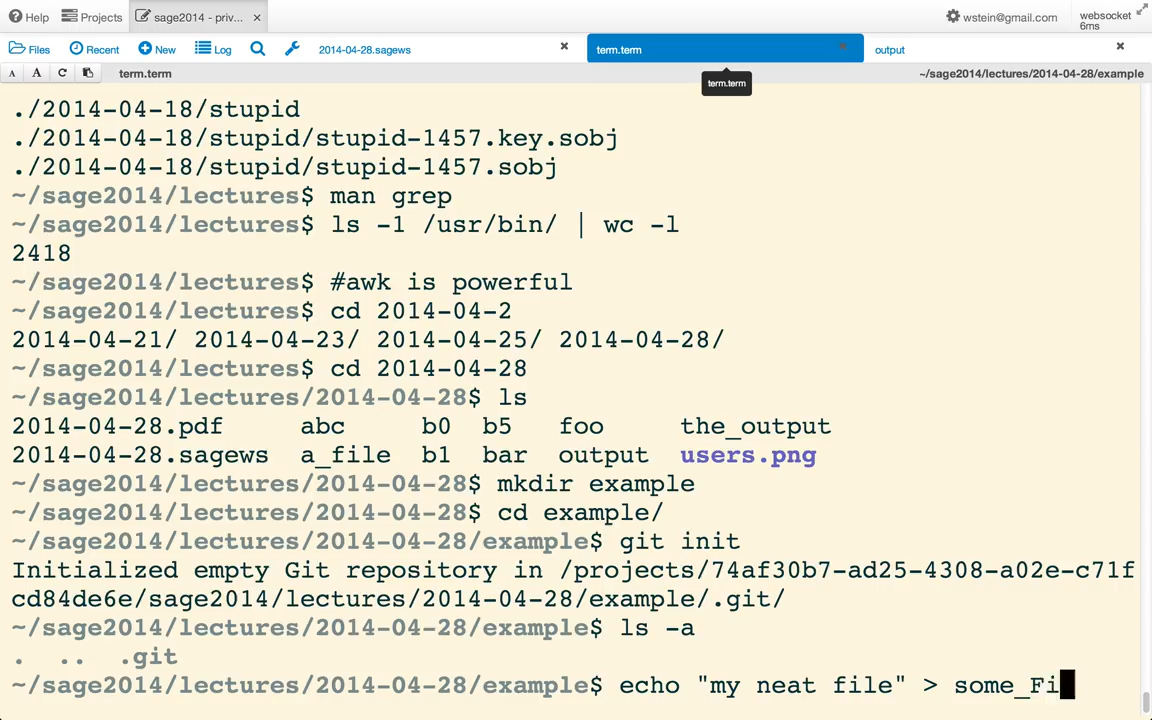 Help Projects sage2014 - priv... × wstein@gmail.com websocket
6ms
Files Recent New Log 2014-04-28.sagews × term.term × output ×
A A C term.term ~/sage2014/lectures/2014-04-28/example
term.term
./2014-04-18/stupid
./2014-04-18/stupid/stupid-1457.key.sobj
./2014-04-18/stupid/stupid-1457.sobj
~/sage2014/lectures$ man grep
~/sage2014/lectures$ ls -1 /usr/bin/ | wc -l
2418
~/sage2014/lectures$ #awk is powerful
~/sage2014/lectures$ cd 2014-04-2
2014-04-21/ 2014-04-23/ 2014-04-25/ 2014-04-28/
~/sage2014/lectures$ cd 2014-04-28
~/sage2014/lectures/2014-04-28$ ls
2014-04-28.pdf abc b0 b5 foo the_output
2014-04-28.sagews a_file b1 bar output users.png
~/sage2014/lectures/2014-04-28$ mkdir example
~/sage2014/lectures/2014-04-28$ cd example/
~/sage2014/lectures/2014-04-28/example$ git init
Initialized empty Git repository in /projects/74af30b7-ad25-4308-a02e-c71f
cd84de6e/sage2014/lectures/2014-04-28/example/.git/
~/sage2014/lectures/2014-04-28/example$ ls -a
. .. .git
~/sage2014/lectures/2014-04-28/example$ echo "my neat file" > some_Fi